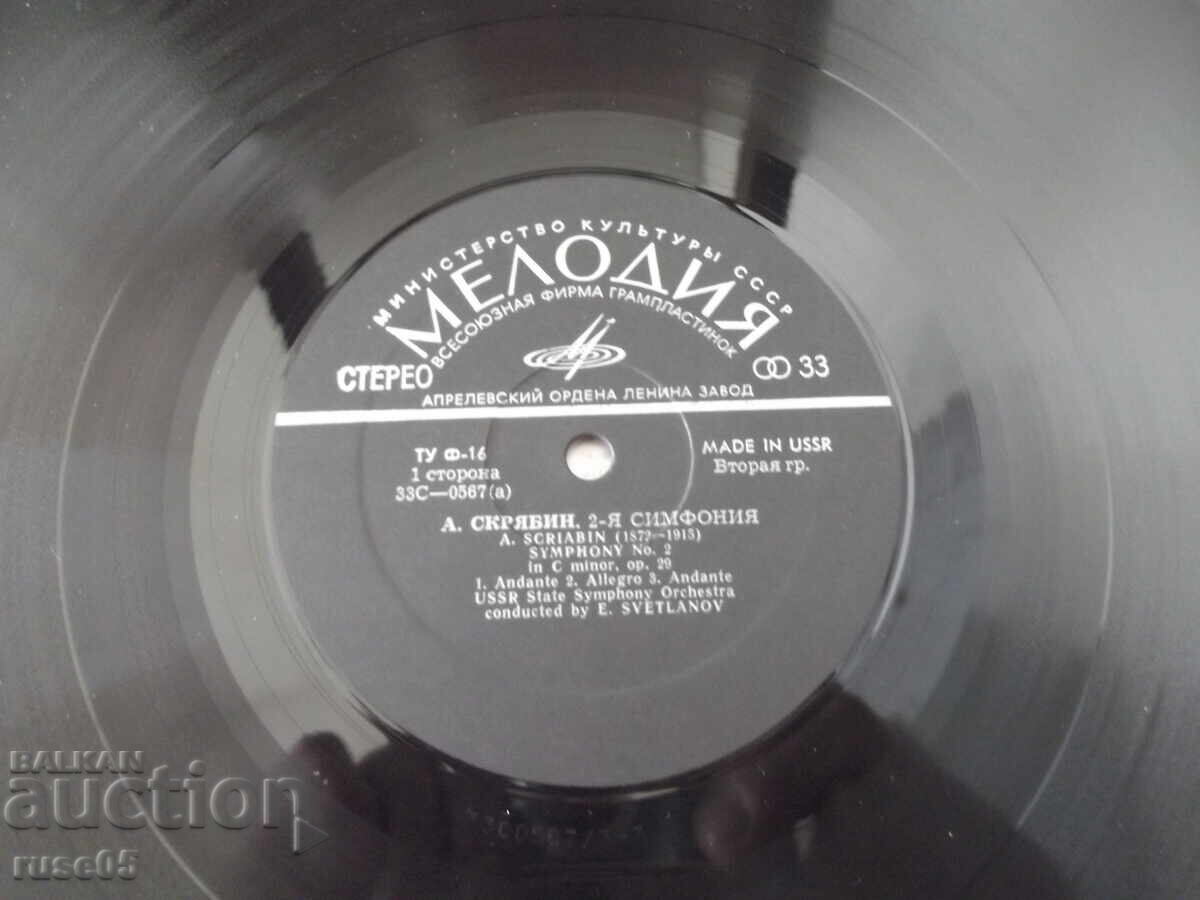 МИНИСТЕРСТВО КУЛЬТУРЫ СССР
МЕЛОДИЯ
ВСЕСОЮЗНАЯ ФИРМА ГРАМПЛАСТИНОК
СТЕРЕО
33
АПРЕЛЕВСКИЙ ОРДЕНА ЛЕНИНА ЗАВОД
ТУ Ф-16
1 сторона
33С—0567(а)
MADE IN USSR
Вторая гр.
А. СКРЯБИН. 2-Я СИМФОНИЯ
A. SCRIABIN (1872—1915)
SYMPHONY No. 2
in C minor, op. 29
1. Andante 2. Allegro 3. Andante
USSR State Symphony Orchestra
conducted by E. SVETLANOV
BALKAN
auction
ruse05